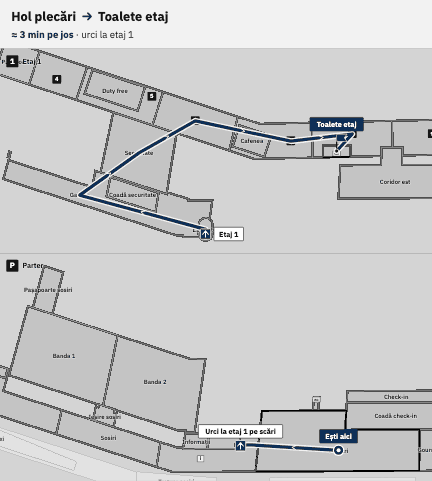 Hol plecări → Toalete etaj
≈ 3 min pe jos · urci la etaj 1
1 Etaj 1
4
Duty free
5
Cafenea
Toalete etaj
Coridor est
Coadă securitate
Etaj 1
P Parter
Pașapoarte sosiri
Banda 1
Banda 2
Sosiri
Informații
Urci la etaj 1 pe scări
Ești aici
Check-in
Coadă check-in